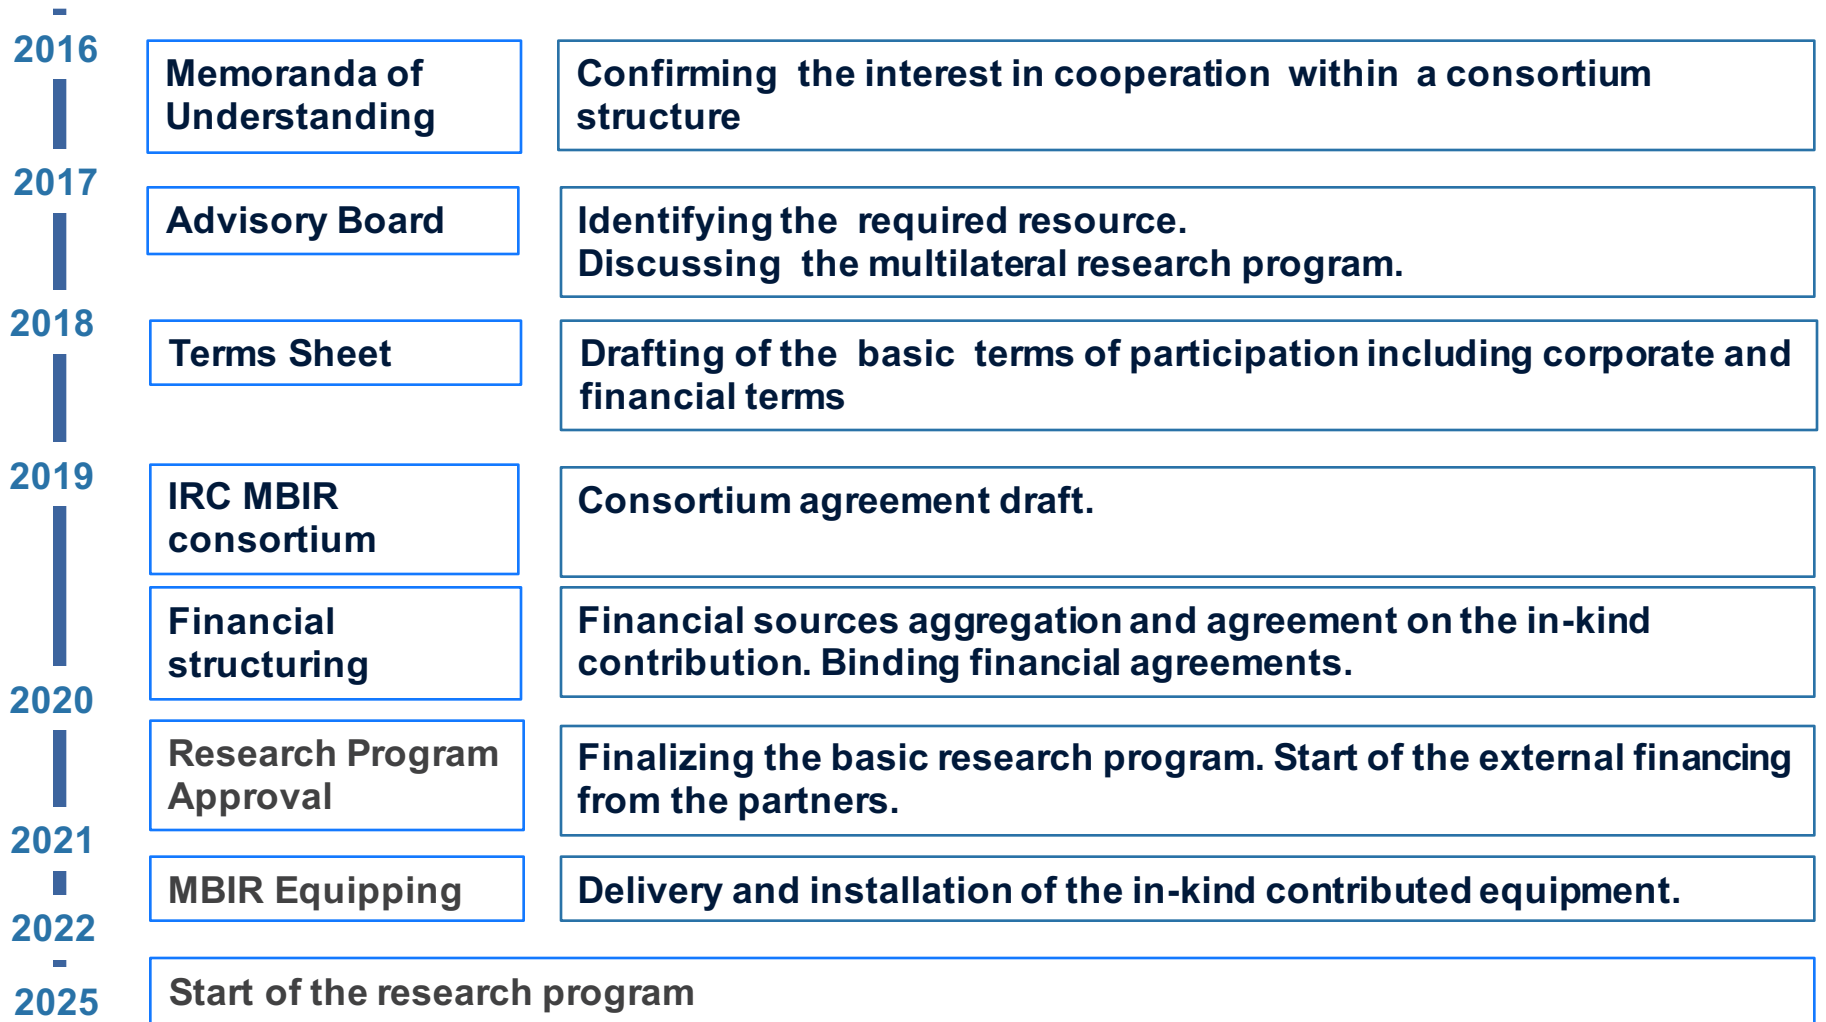 2016
Memoranda of
Understanding
Confirming the interest in cooperation within a consortium
structure
2017
Advisory Board
Identifying the required resource.
Discussing the multilateral research program.
2018
Terms Sheet
Drafting of the basic terms of participation including corporate and
financial terms
2019
IRC MBIR
consortium
Consortium agreement draft.
Financial
structuring
Financial sources aggregation and agreement on the in-kind
contribution. Binding financial agreements.
2020
Research Program
Approval
Finalizing the basic research program. Start of the external financing
from the partners.
2021
MBIR Equipping
Delivery and installation of the in-kind contributed equipment.
2022
Start of the research program
2025